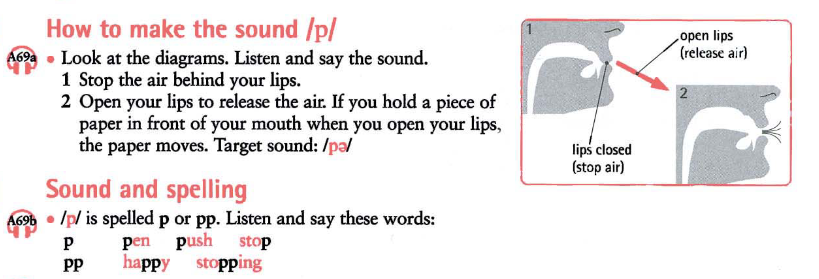 How to make the sound /p/
A69a • Look at the diagrams. Listen and say the sound.
1 Stop the air behind your lips.
2 Open your lips to release the air. If you hold a piece of
paper in front of your mouth when you open your lips,
the paper moves. Target sound: /pə/
1
open lips
(release air)
2
lips closed
(stop air)
Sound and spelling
A69b • /p/ is spelled p or pp. Listen and say these words:
p pen push stop
pp happy stopping